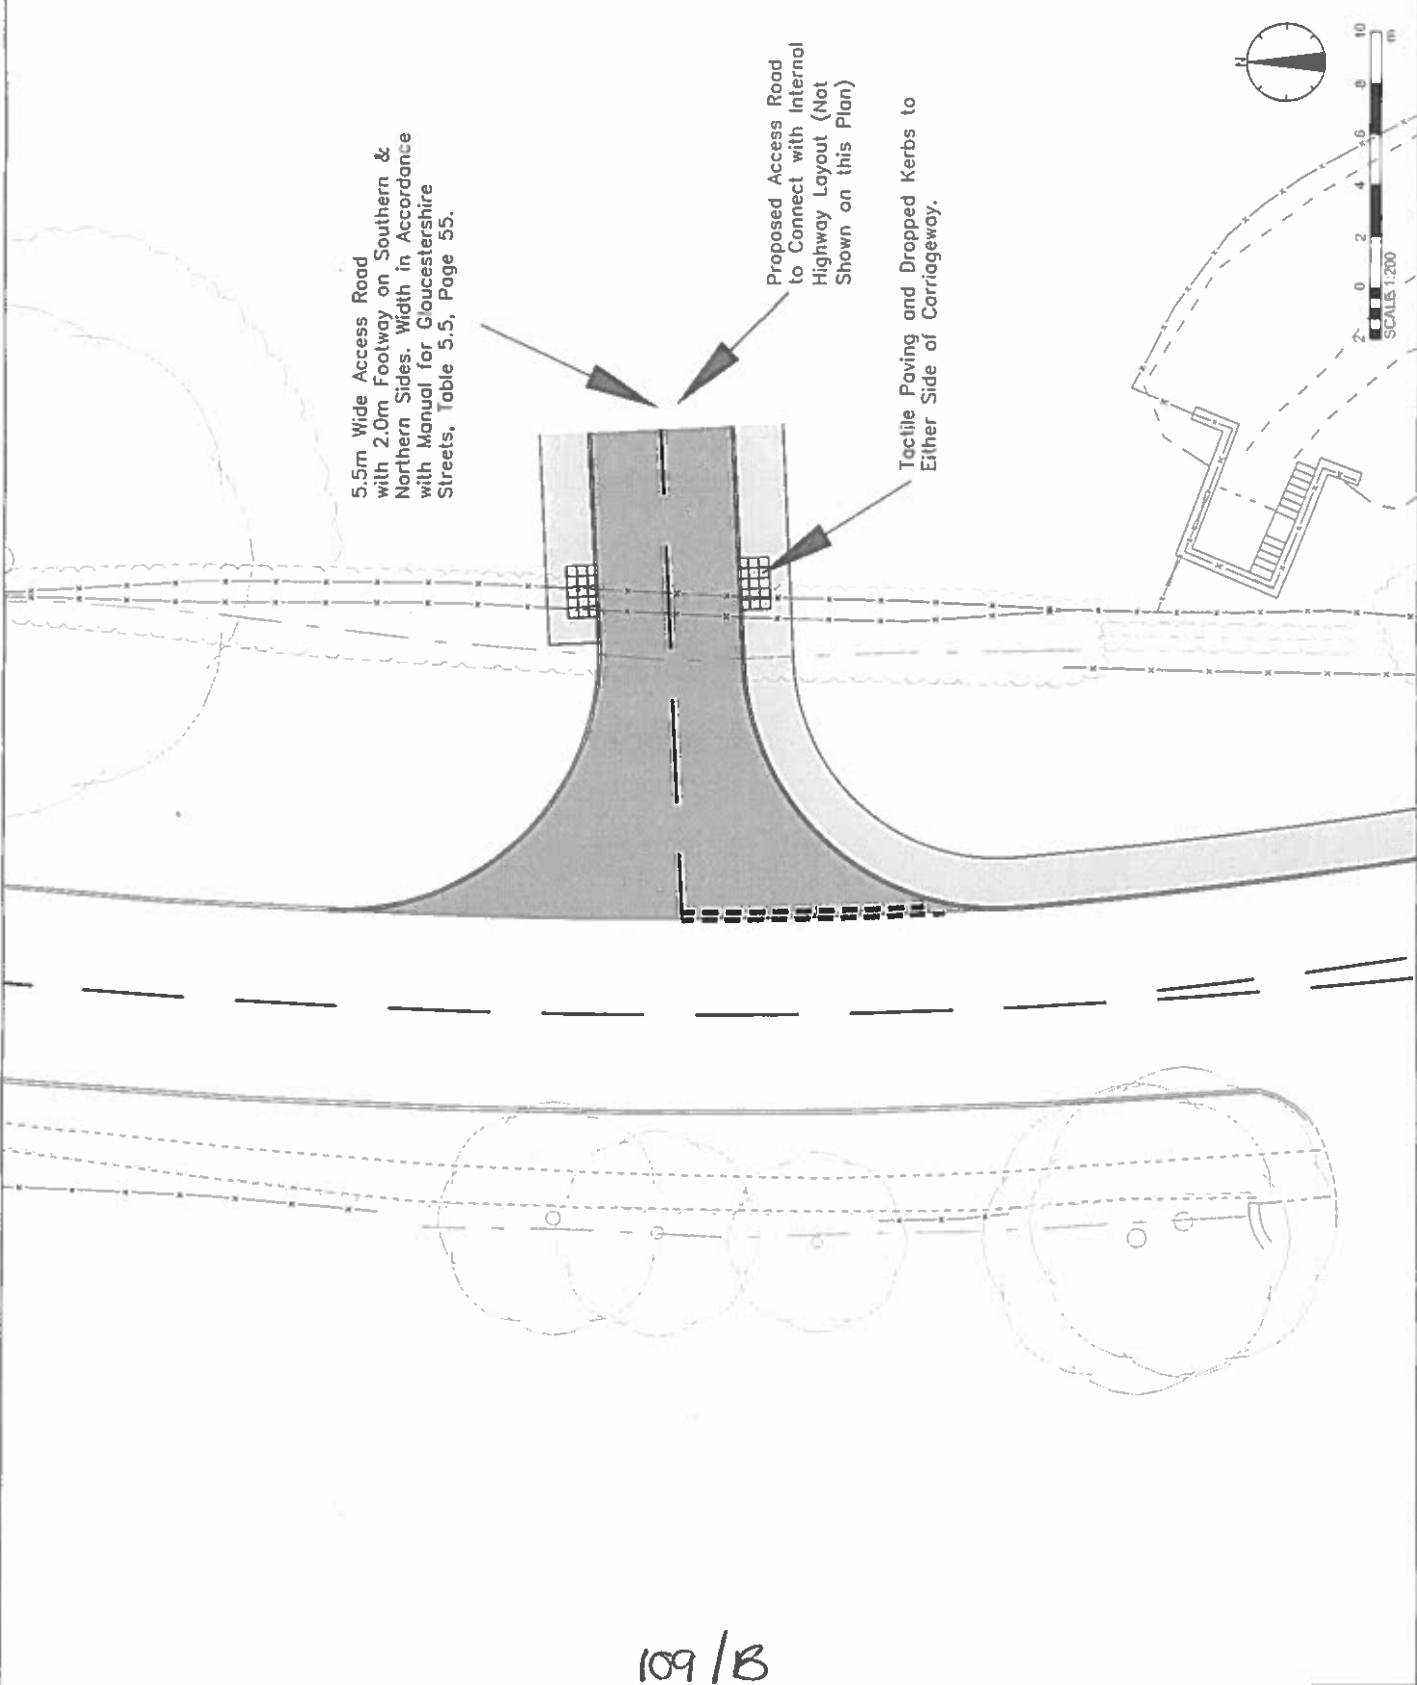 5.5m Wide Access Road
with 2.0m Footway on Southern &
Northern Sides. Width in Accordance
with Manual for Gloucestershire
Streets, Table 5.5, Page 55.
Proposed Access Road
to Connect with Internal
Highway Layout (Not
Shown on this Plan)
Tactile Paving and Dropped Kerbs to
Either Side of Carriageway.
N
2 0 2 4 6 8 10
m
SCALE 1:200
109/B